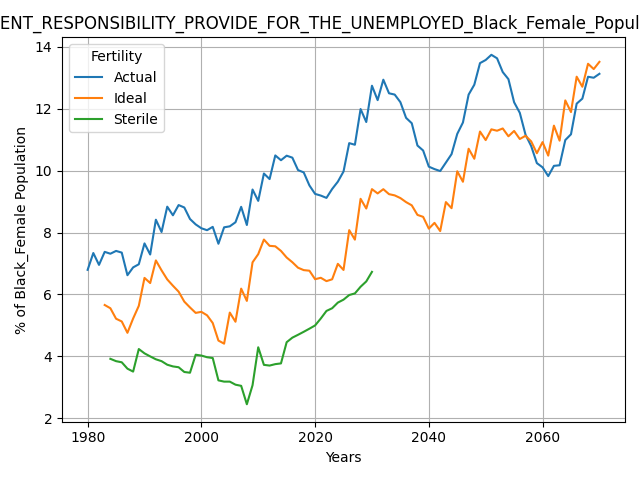 ENT_RESPONSIBILITY_PROVIDE_FOR_THE_UNEMPLOYED_Black_Female_Popul
Fertility
Actual
Ideal
Sterile
% of Black_Female Population
14
12
10
8
6
4
2
1980 2000 2020 2040 2060
Years